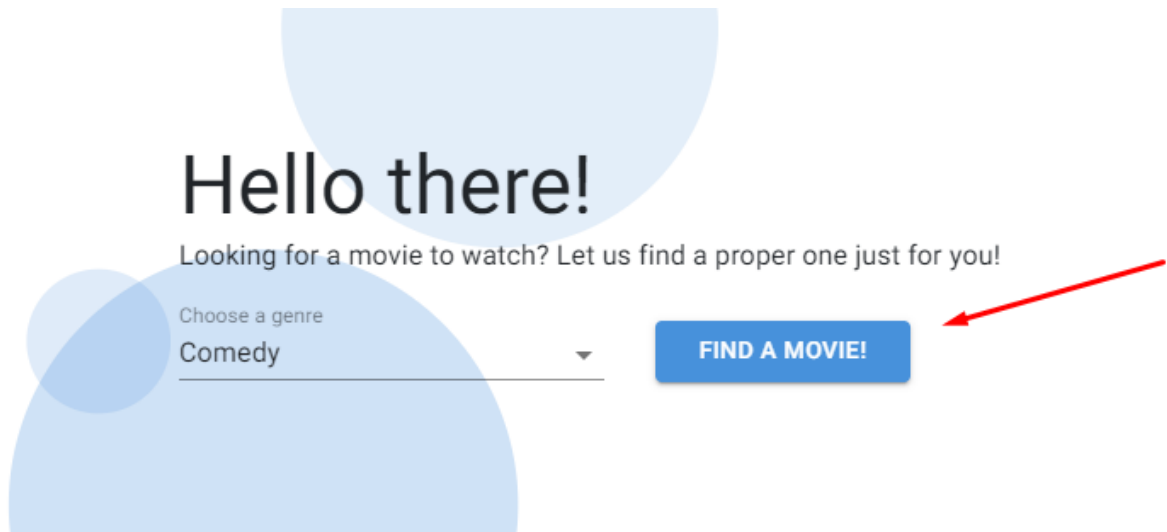 Hello there!
Looking for a movie to watch? Let us find a proper one just for you!
Choose a genre
Comedy
FIND A MOVIE!